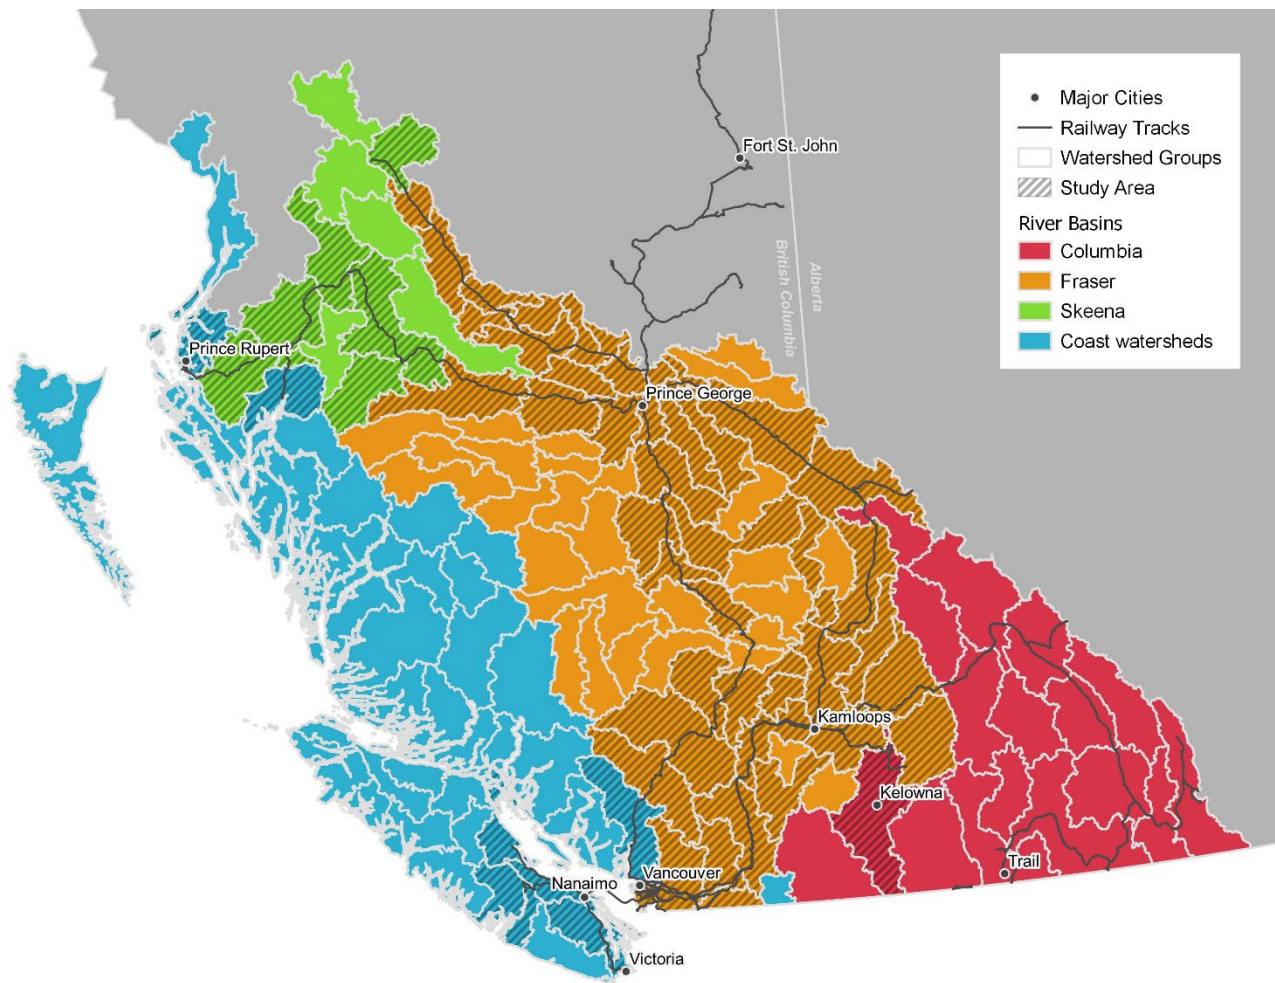 Major Cities
Railway Tracks
Watershed Groups
Study Area
River Basins
Columbia
Fraser
Skeena
Coast watersheds
Fort St. John
Alberta
British Columbia
Prince Rupert
Prince George
Kamloops
Kelowna
Trail
Vancouver
Nanaimo
Victoria